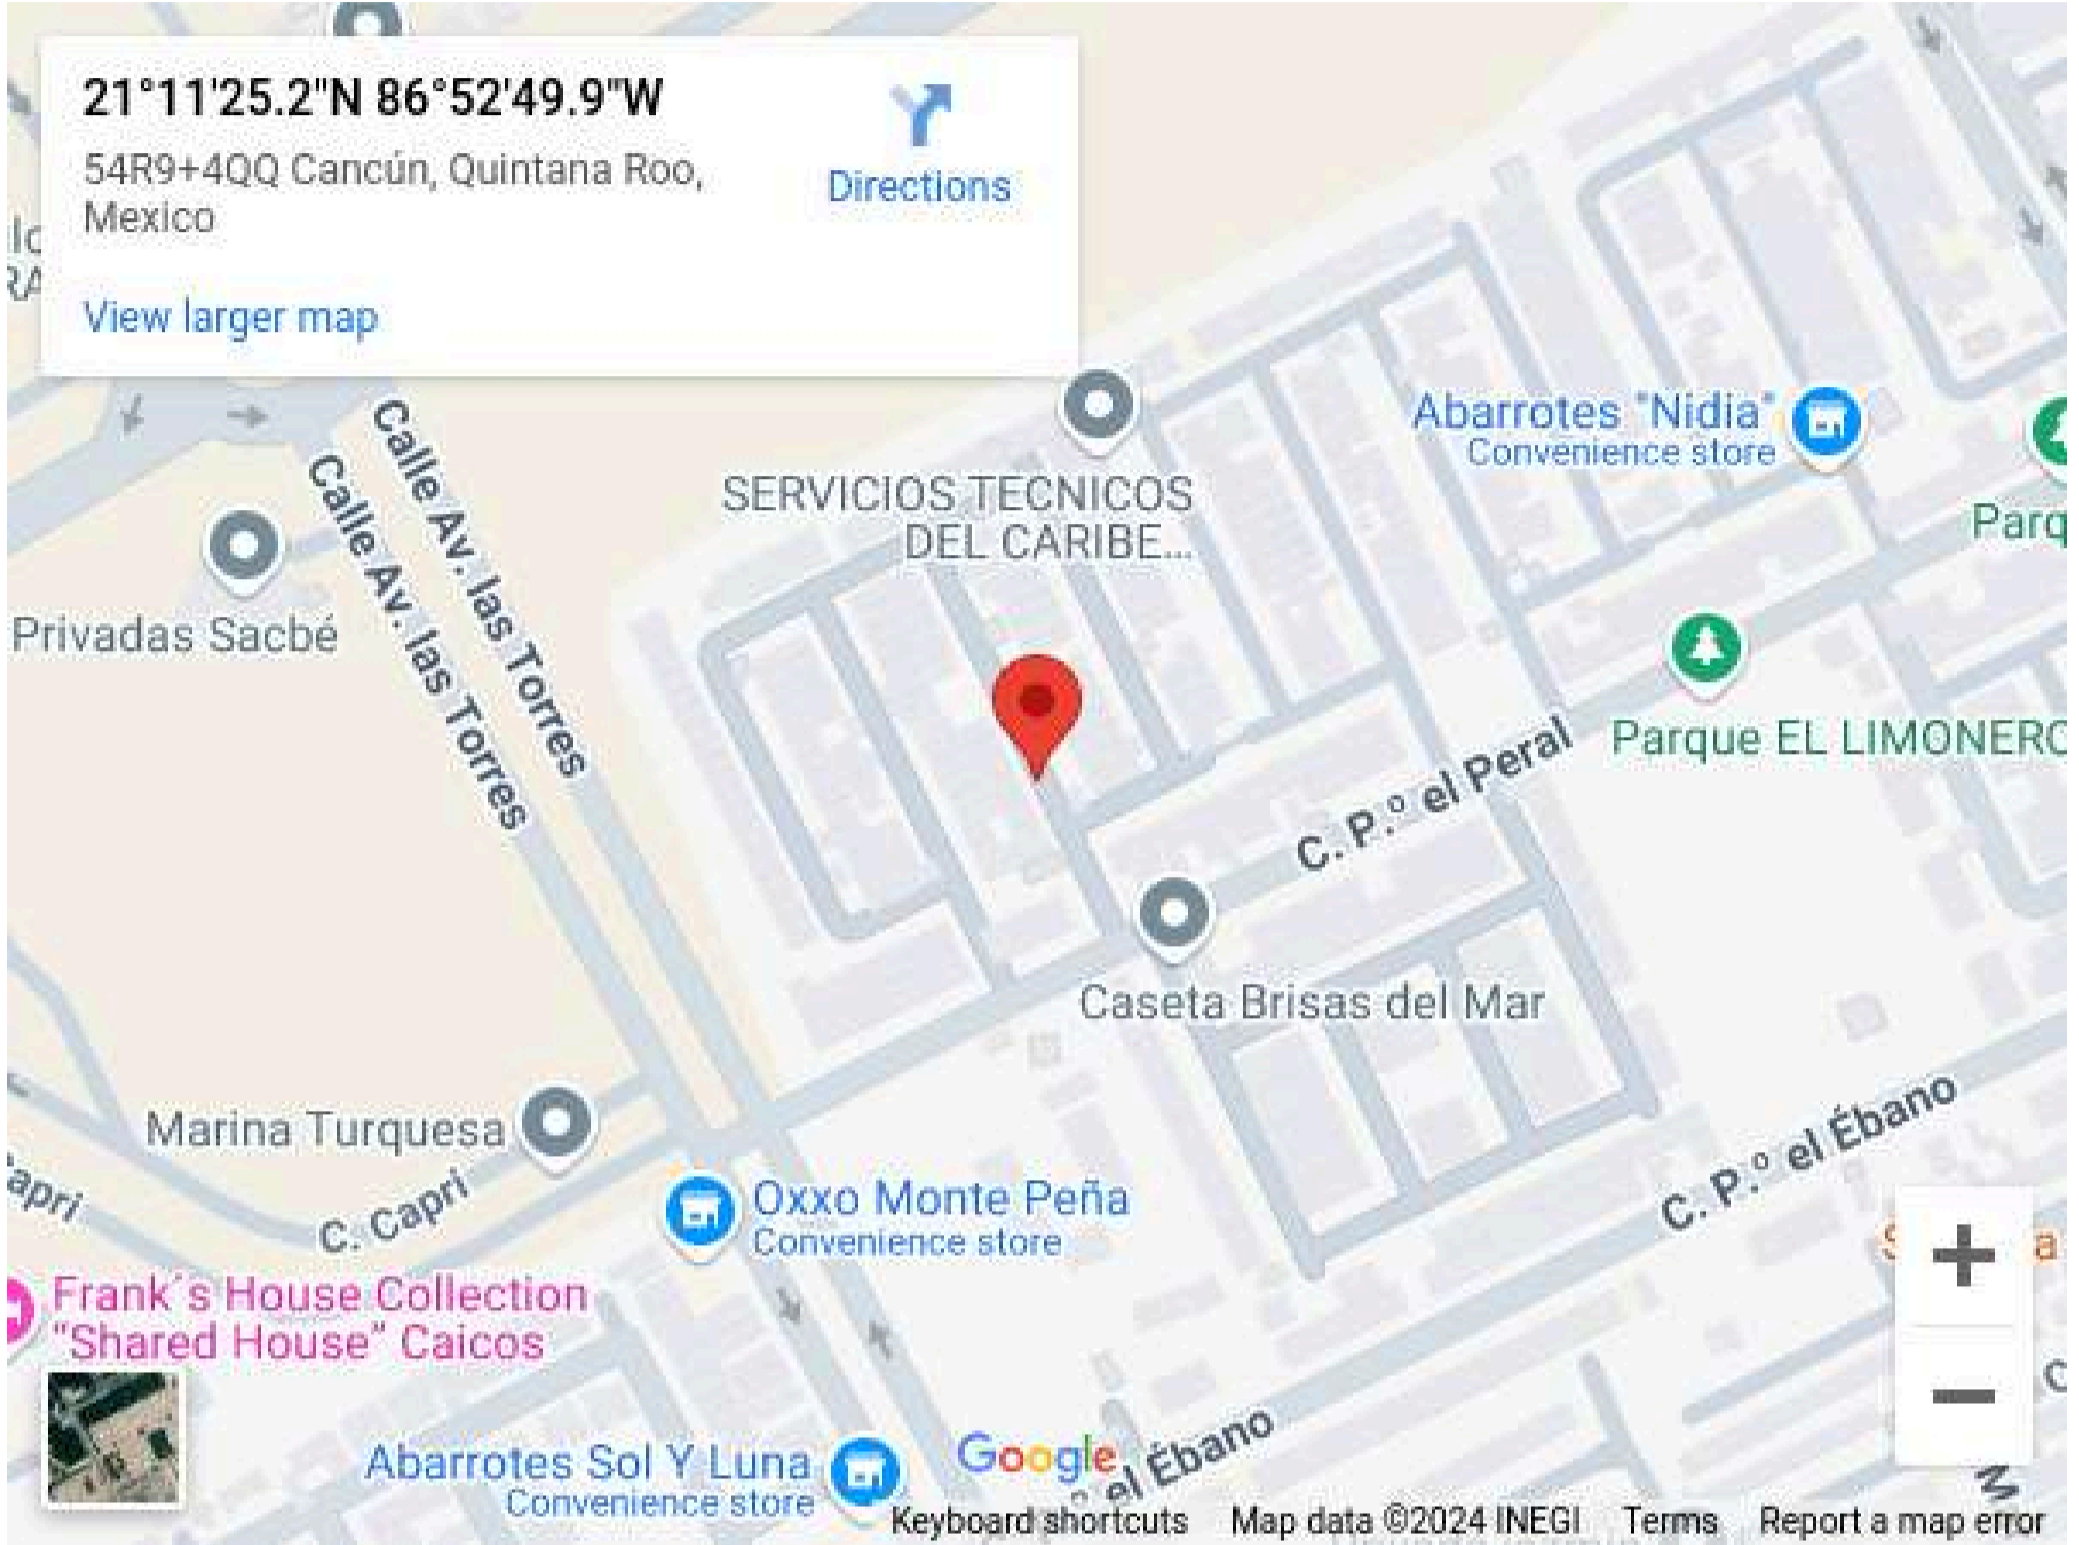 21°11'25.2"N 86°52'49.9"W
54R9+4QQ Cancún, Quintana Roo,
Mexico
Directions
View larger map
Calle Av. las Torres
Calle Av. las Torres
Abarrotes "Nidia"
Convenience store
SERVICIOS TECNICOS
DEL CARIBE...
Parq
Privadas Sacbé
Parque EL LIMONERO
C. P.º el Peral
Caseta Brisas del Mar
Marina Turquesa
C. P.º el Ébano
apri
C. Capri
Oxxo Monte Peña
Convenience store
Frank´s House Collection
"Shared House" Caicos
Abarrotes Sol Y Luna
Convenience store
Google
º el Ébano
Keyboard shortcuts Map data ©2024 INEGI Terms Report a map error